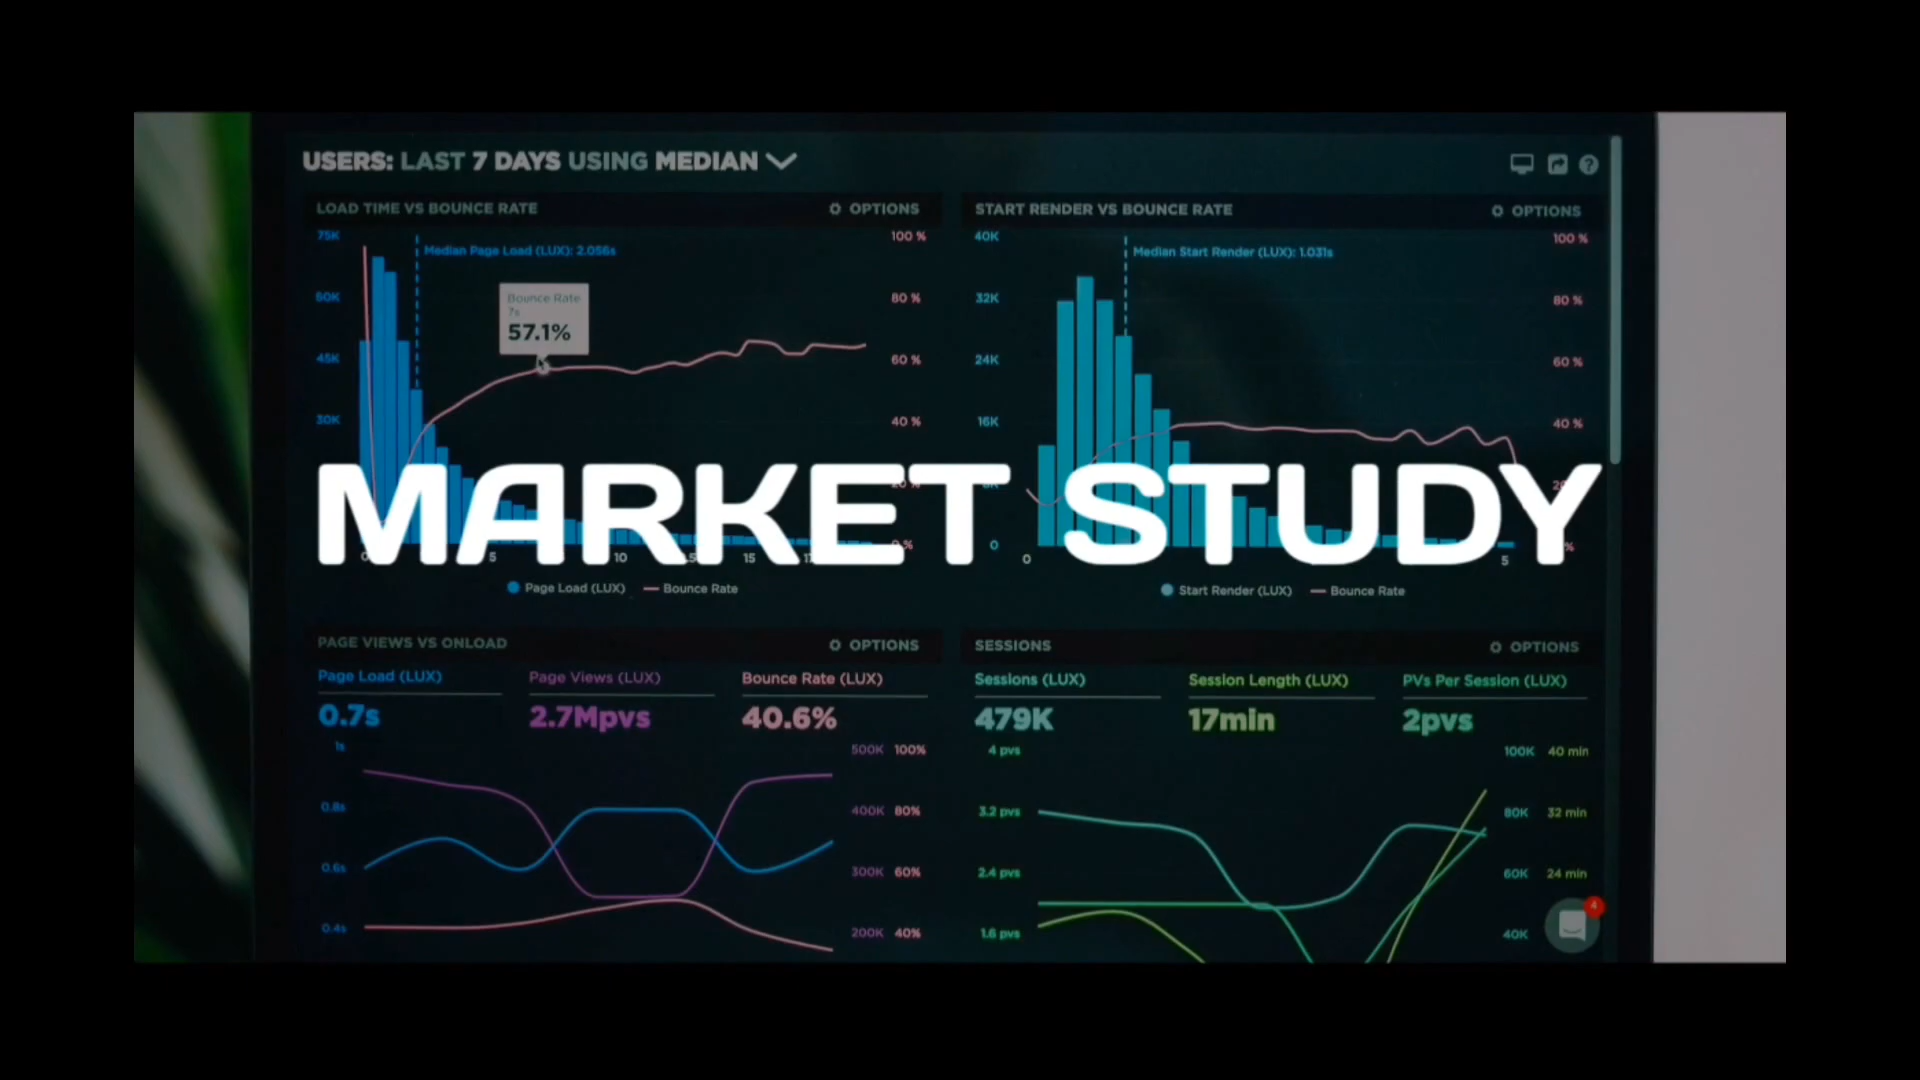 USERS: LAST 7 DAYS USING MEDIAN
LOAD TIME VS BOUNCE RATE
OPTIONS
75K
100 %
Median Page Load (LUX): 2.056s
60K
80 %
Bounce Rate
7s
57.1%
45K
60 %
30K
40 %
0
5
10
15
Page Load (LUX)
Bounce Rate
START RENDER VS BOUNCE RATE
OPTIONS
40K
100 %
Median Start Render (LUX): 1.031s
32K
80 %
24K
60 %
16K
40 %
0
0
5
Start Render (LUX)
Bounce Rate
MARKET STUDY
PAGE VIEWS VS ONLOAD
OPTIONS
Page Load (LUX)
Page Views (LUX)
Bounce Rate (LUX)
0.7s
2.7Mpvs
40.6%
1s
500K 100%
0.8s
400K 80%
0.6s
300K 60%
0.4s
200K 40%
SESSIONS
OPTIONS
Sessions (LUX)
Session Length (LUX)
PVs Per Session (LUX)
479K
17min
2pvs
4 pvs
100K 40 min
3.2 pvs
80K 32 min
2.4 pvs
60K 24 min
1.6 pvs
40K
4